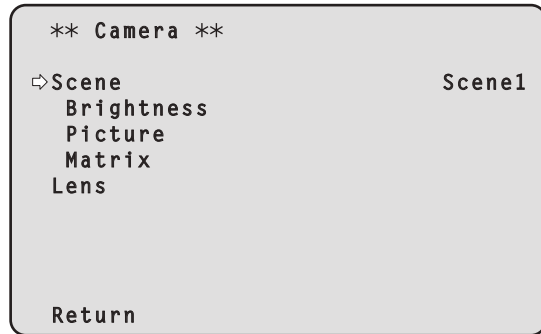 ** Camera **
⇨Scene Scene1
Brightness
Picture
Matrix
Lens
Return